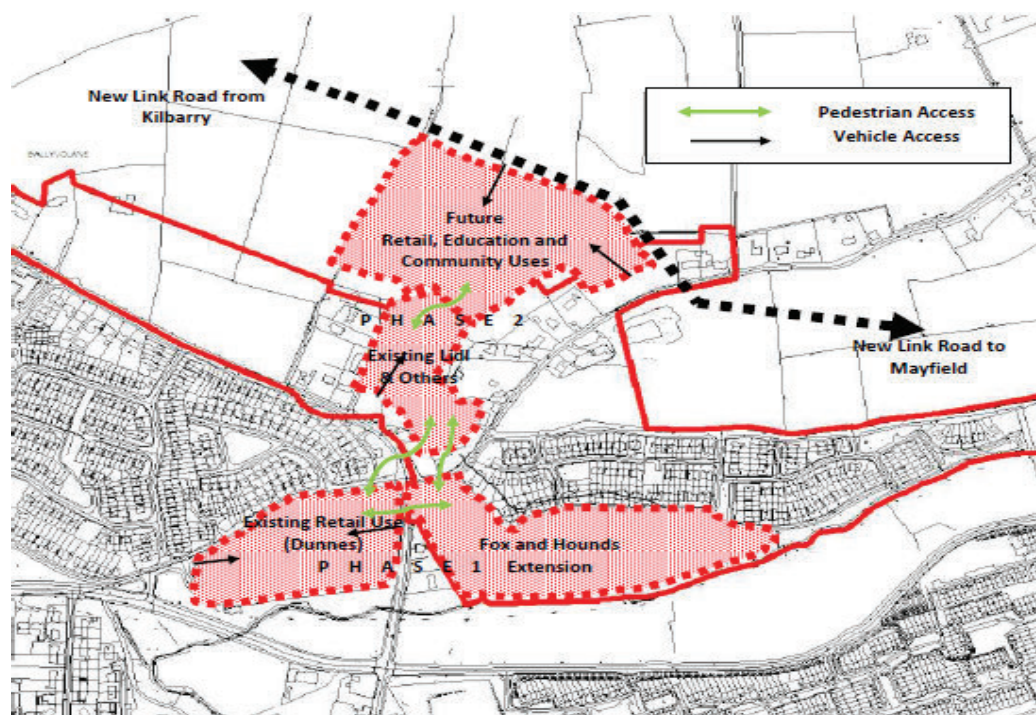 New Link Road from
Kilbarry
Pedestrian Access
Vehicle Access
BALLYVOLANE
Future
Retail, Education and
Community Uses
P H A S E 2
Existing Lidl
& Others
New Link Road to
Mayfield
Existing Retail Use
(Dunnes)
Fox and Hounds
P H A S E 1 Extension